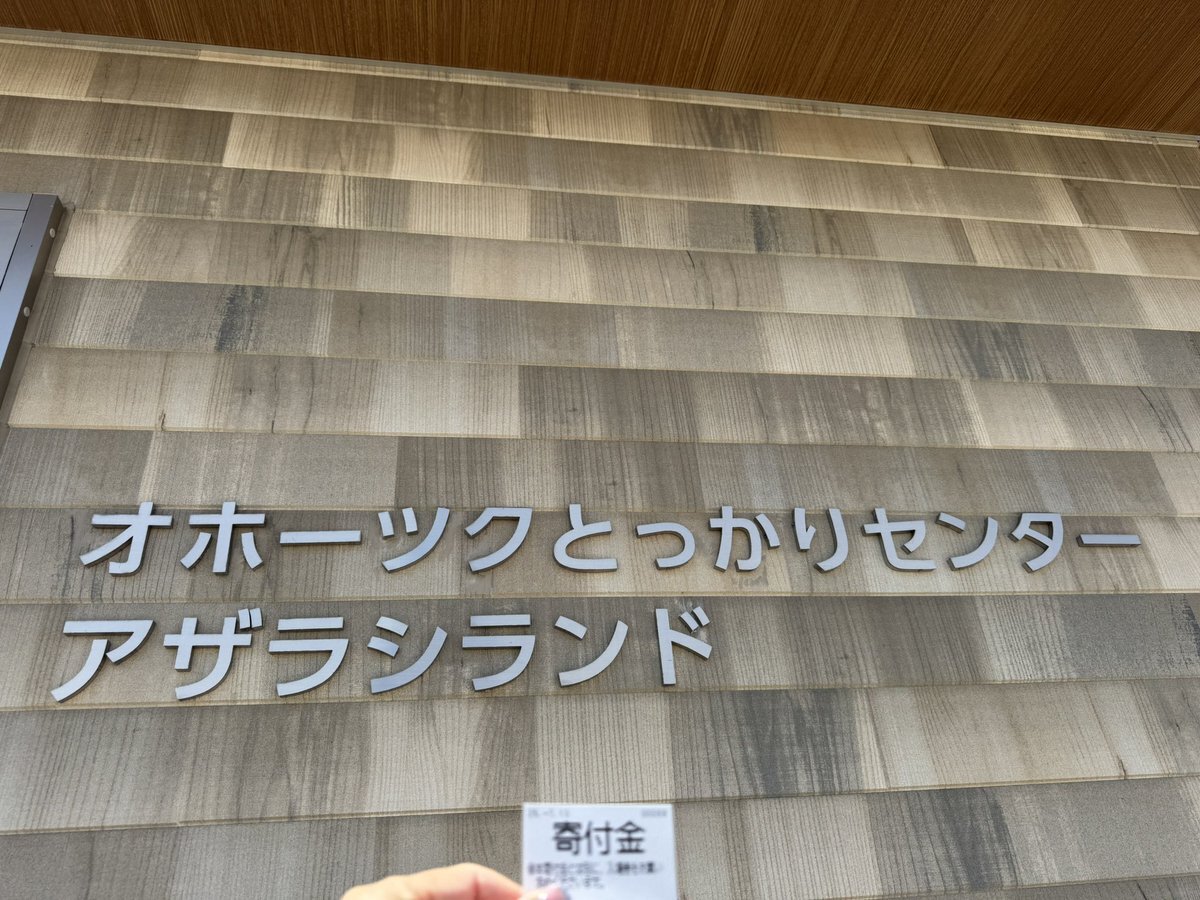 オホーツクとっかりセンター
アザラシランド
寄付金